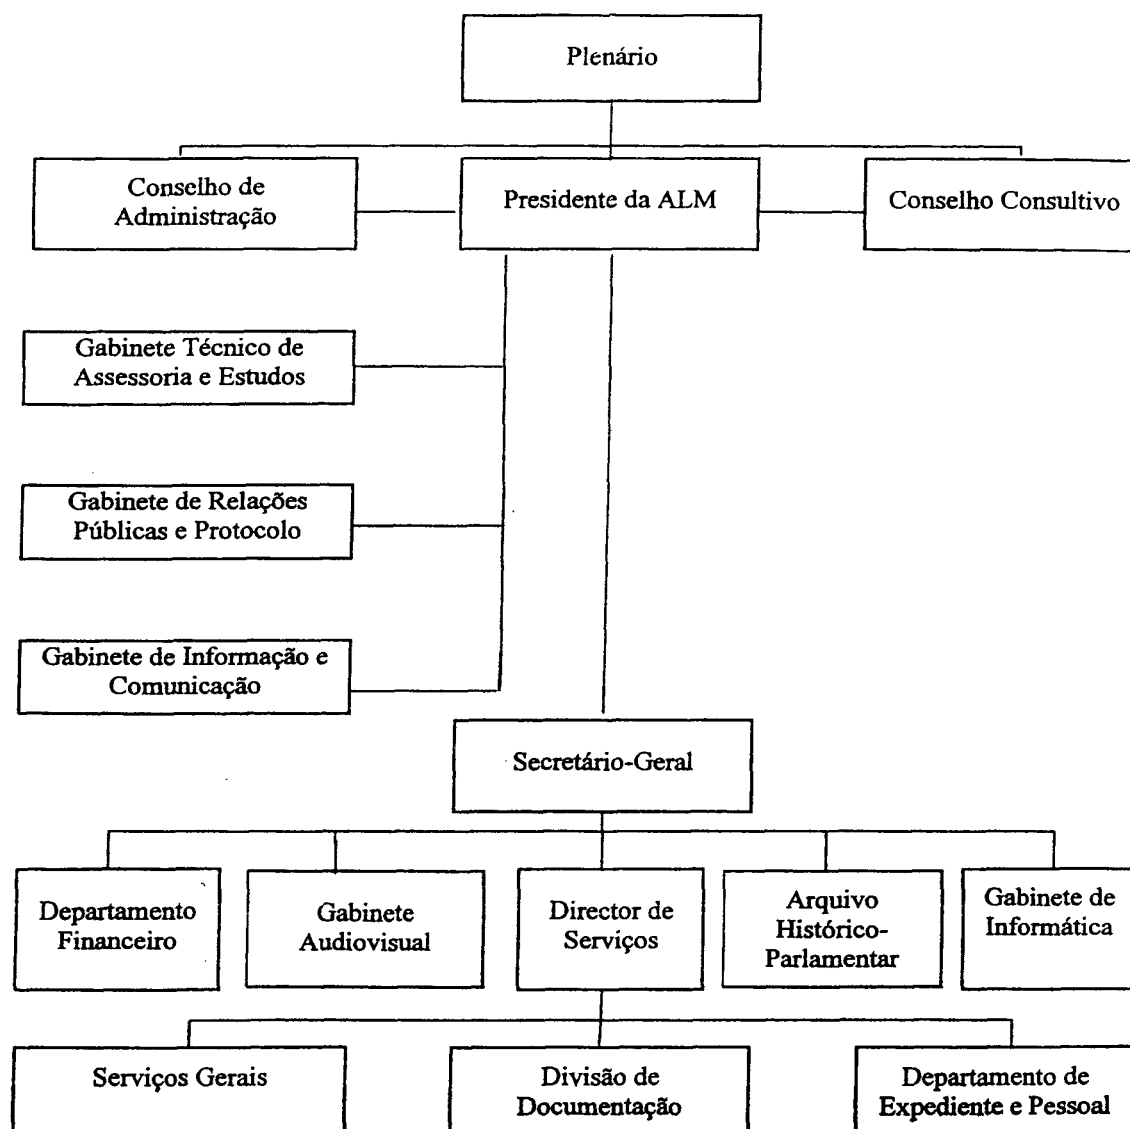 Plenário
Conselho de
Administração
Presidente da ALM
Conselho Consultivo
Gabinete Técnico de
Assessoria e Estudos
Gabinete de Relações
Públicas e Protocolo
Gabinete de Informação e
Comunicação
Secretário-Geral
Departamento
Financeiro
Gabinete
Audiovisual
Director de
Serviços
Arquivo
Histórico-
Parlamentar
Gabinete de
Informática
Serviços Gerais
Divisão de
Documentação
Departamento de
Expediente e Pessoal